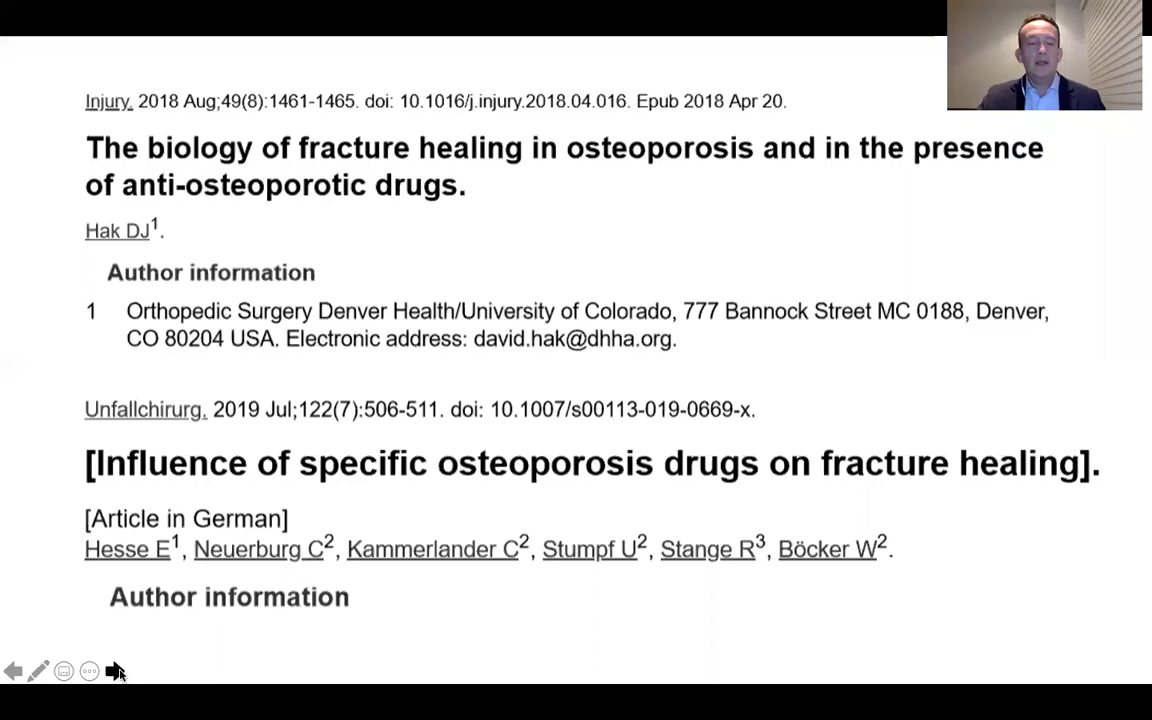 Injury. 2018 Aug;49(8):1461-1465. doi: 10.1016/j.injury.2018.04.016. Epub 2018 Apr 20.
The biology of fracture healing in osteoporosis and in the presence
of anti-osteoporotic drugs.
Hak DJ1.
Author information
1 Orthopedic Surgery Denver Health/University of Colorado, 777 Bannock Street MC 0188, Denver,
CO 80204 USA. Electronic address: david.hak@dhha.org.
Unfallchirurg. 2019 Jul;122(7):506-511. doi: 10.1007/s00113-019-0669-x.
[Influence of specific osteoporosis drugs on fracture healing].
[Article in German]
Hesse E1, Neuerburg C2, Kammerlander C2, Stumpf U2, Stange R3, Böcker W2.
Author information